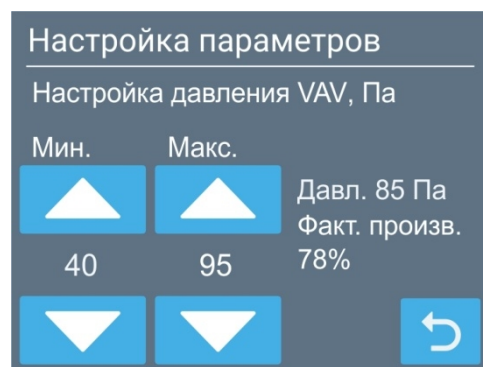 Настройка параметров
Настройка давления VAV, Па
Мин. Макс.
Давл. 85 Па
Факт. произв.
40 95 78%